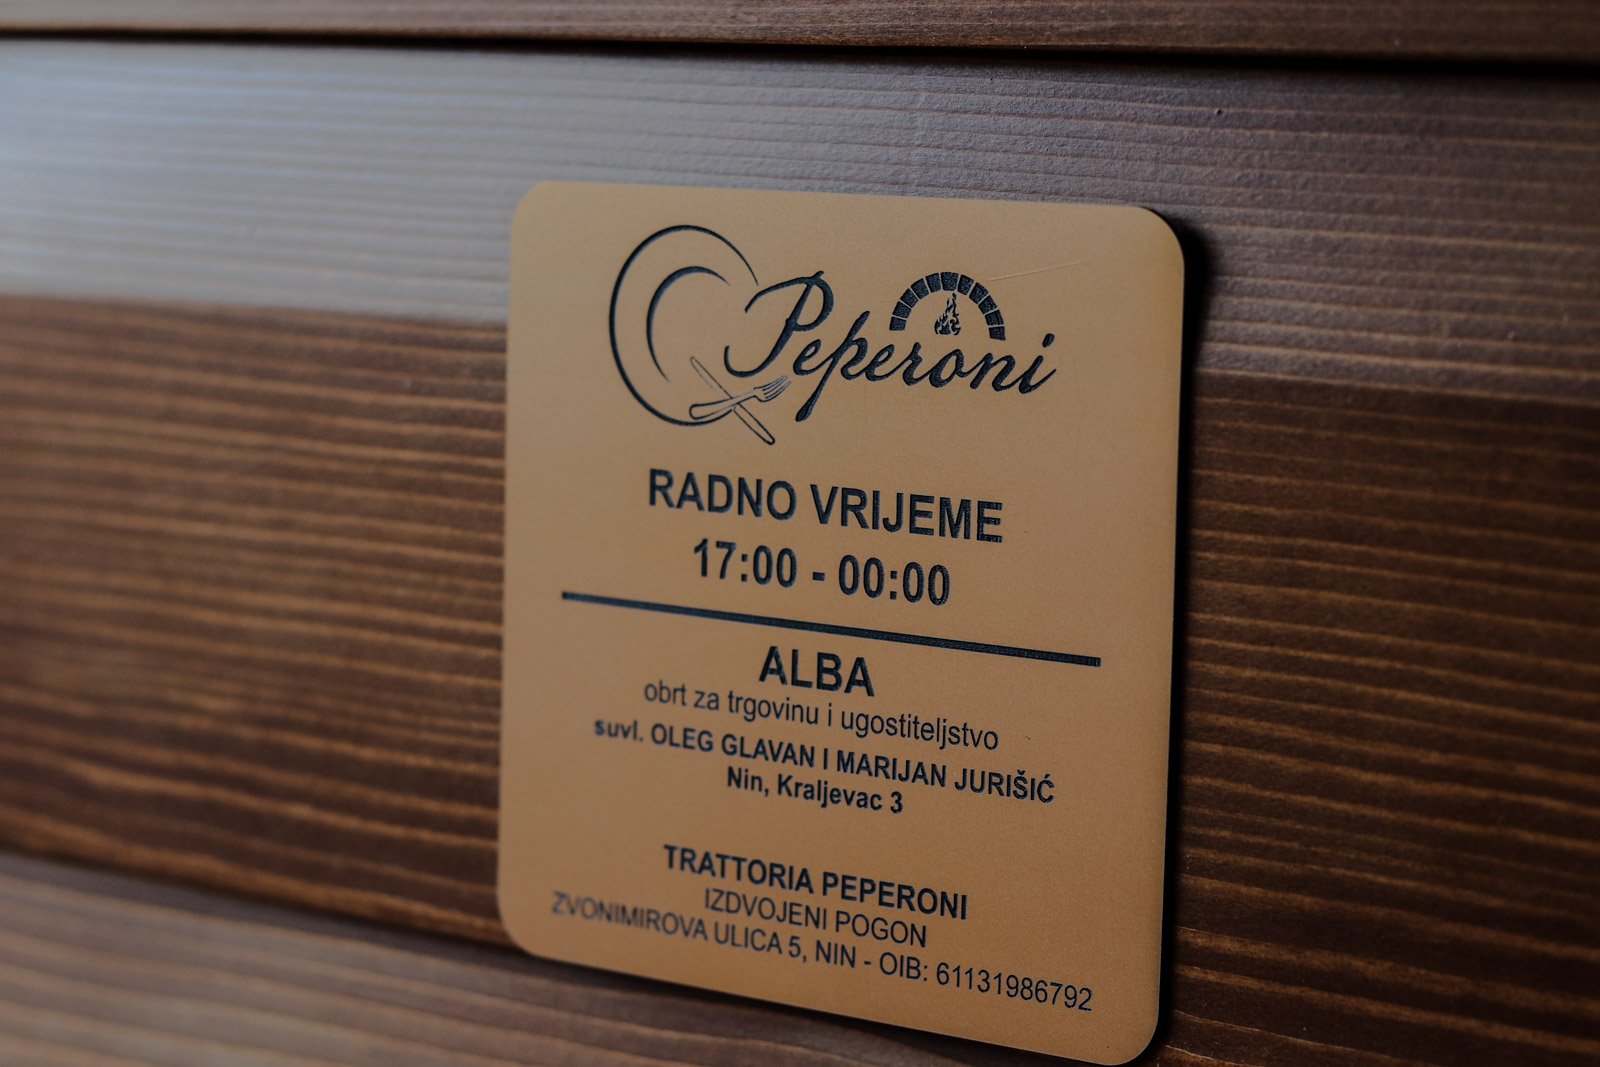 Peperoni
RADNO VRIJEME
17:00 - 00:00
ALBA
obrt za trgovinu i ugostiteljstvo
suvl. OLEG GLAVAN I MARIJAN JURIŠIĆ
Nin, Kraljevac 3
TRATTORIA PEPERONI
IZDVOJENI POGON
ZVONIMIROVA ULICA 5, NIN - OIB: 61131986792